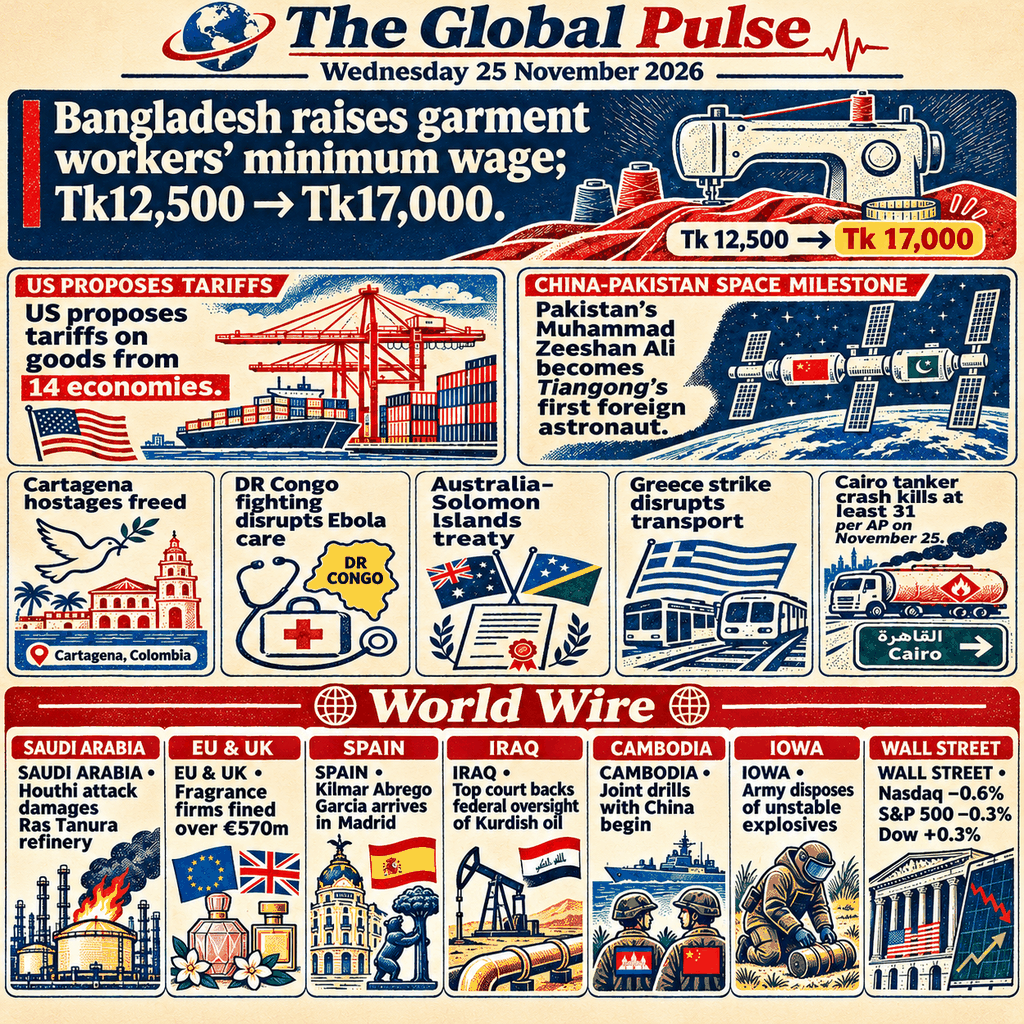 The Global Pulse
Wednesday 25 November 2026
Bangladesh raises garment
workers’ minimum wage;
Tk12,500 → Tk17,000.
Tk 12,500 → Tk 17,000
US PROPOSES TARIFFS
US proposes
tariffs on
goods from
14 economies.
CHINA-PAKISTAN SPACE MILESTONE
Pakistan’s
Muhammad
Zeeshan Ali
becomes
Tiangong’s
first foreign
astronaut.
Cartagena
hostages freed
Cartagena, Colombia
DR Congo
fighting
disrupts Ebola
care
DR
CONGO
Australia–
Solomon
Islands
treaty
Greece strike
disrupts
transport
Cairo tanker
crash kills at
least 31
per AP on
November 25.
القاهرة
Cairo
World Wire
SAUDI ARABIA
SAUDI ARABIA •
Houthi attack
damages
Ras Tanura
refinery
EU & UK
EU & UK •
Fragrance
firms fined
over €570m
SPAIN
SPAIN •
Kilmar Abrego
Garcia arrives
in Madrid
IRAQ
IRAQ •
Top court backs
federal oversight
of Kurdish oil
CAMBODIA
CAMBODIA •
Joint drills
with China
begin
IOWA
IOWA •
Army disposes
of unstable
explosives
WALL STREET
WALL STREET •
Nasdaq −0.6%
S&P 500 −0.3%
Dow +0.3%